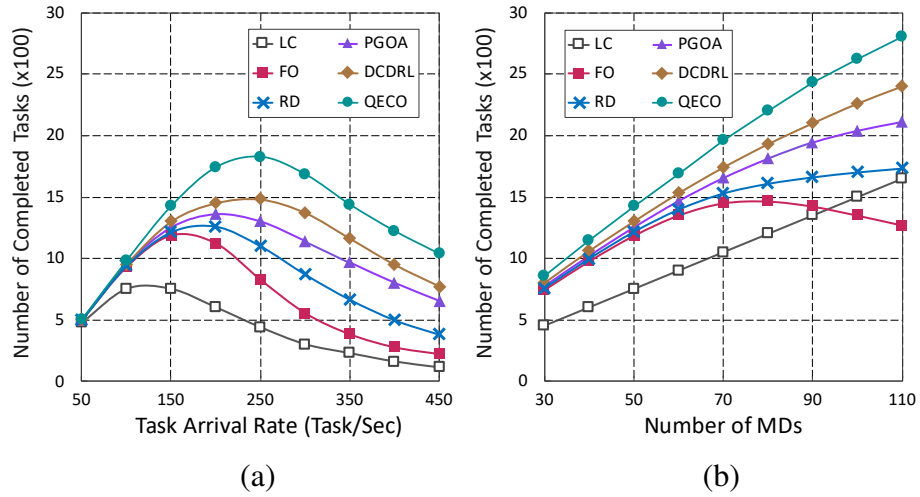 Number of Completed Tasks (x100)
30
25
20
15
10
5
0
LC
PGOA
FO
DCDRL
RD
QECO
50
150
250
350
450
Task Arrival Rate (Task/Sec)
(a)
Number of Completed Tasks (x100)
30
25
20
15
10
5
0
LC
PGOA
FO
DCDRL
RD
QECO
30
50
70
90
110
Number of MDs
(b)